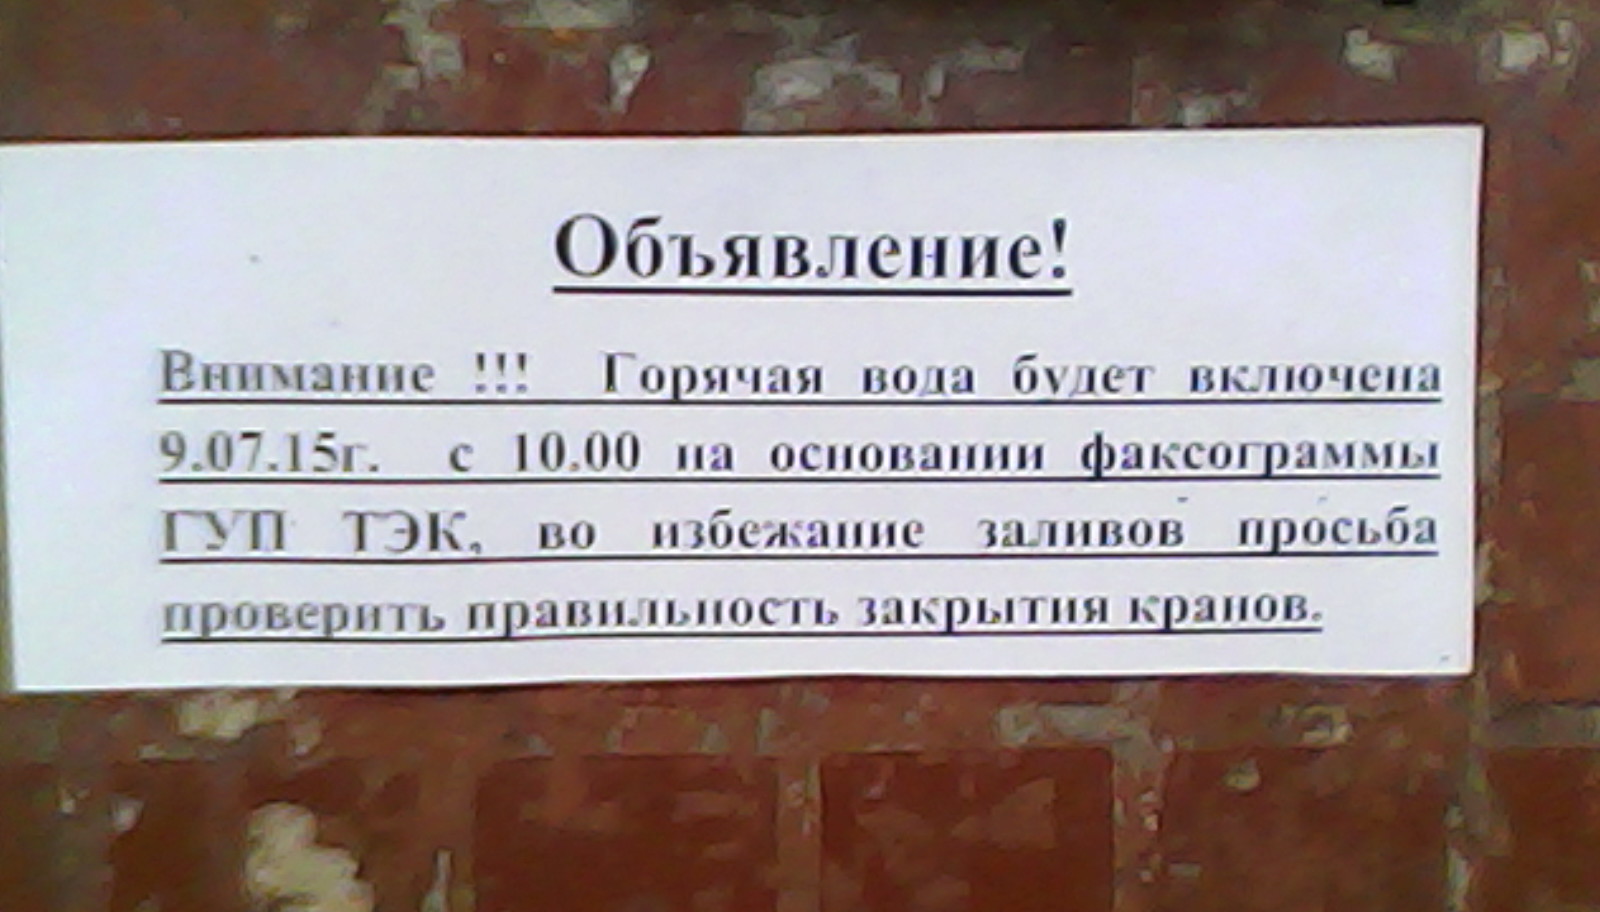 Объявление!
Внимание !!! Горячая вода будет включена
9.07.15г. с 10.00 на основании факсограммы
ГУП ТЭК, во избежание заливов просьба
проверить правильность закрытия кранов.